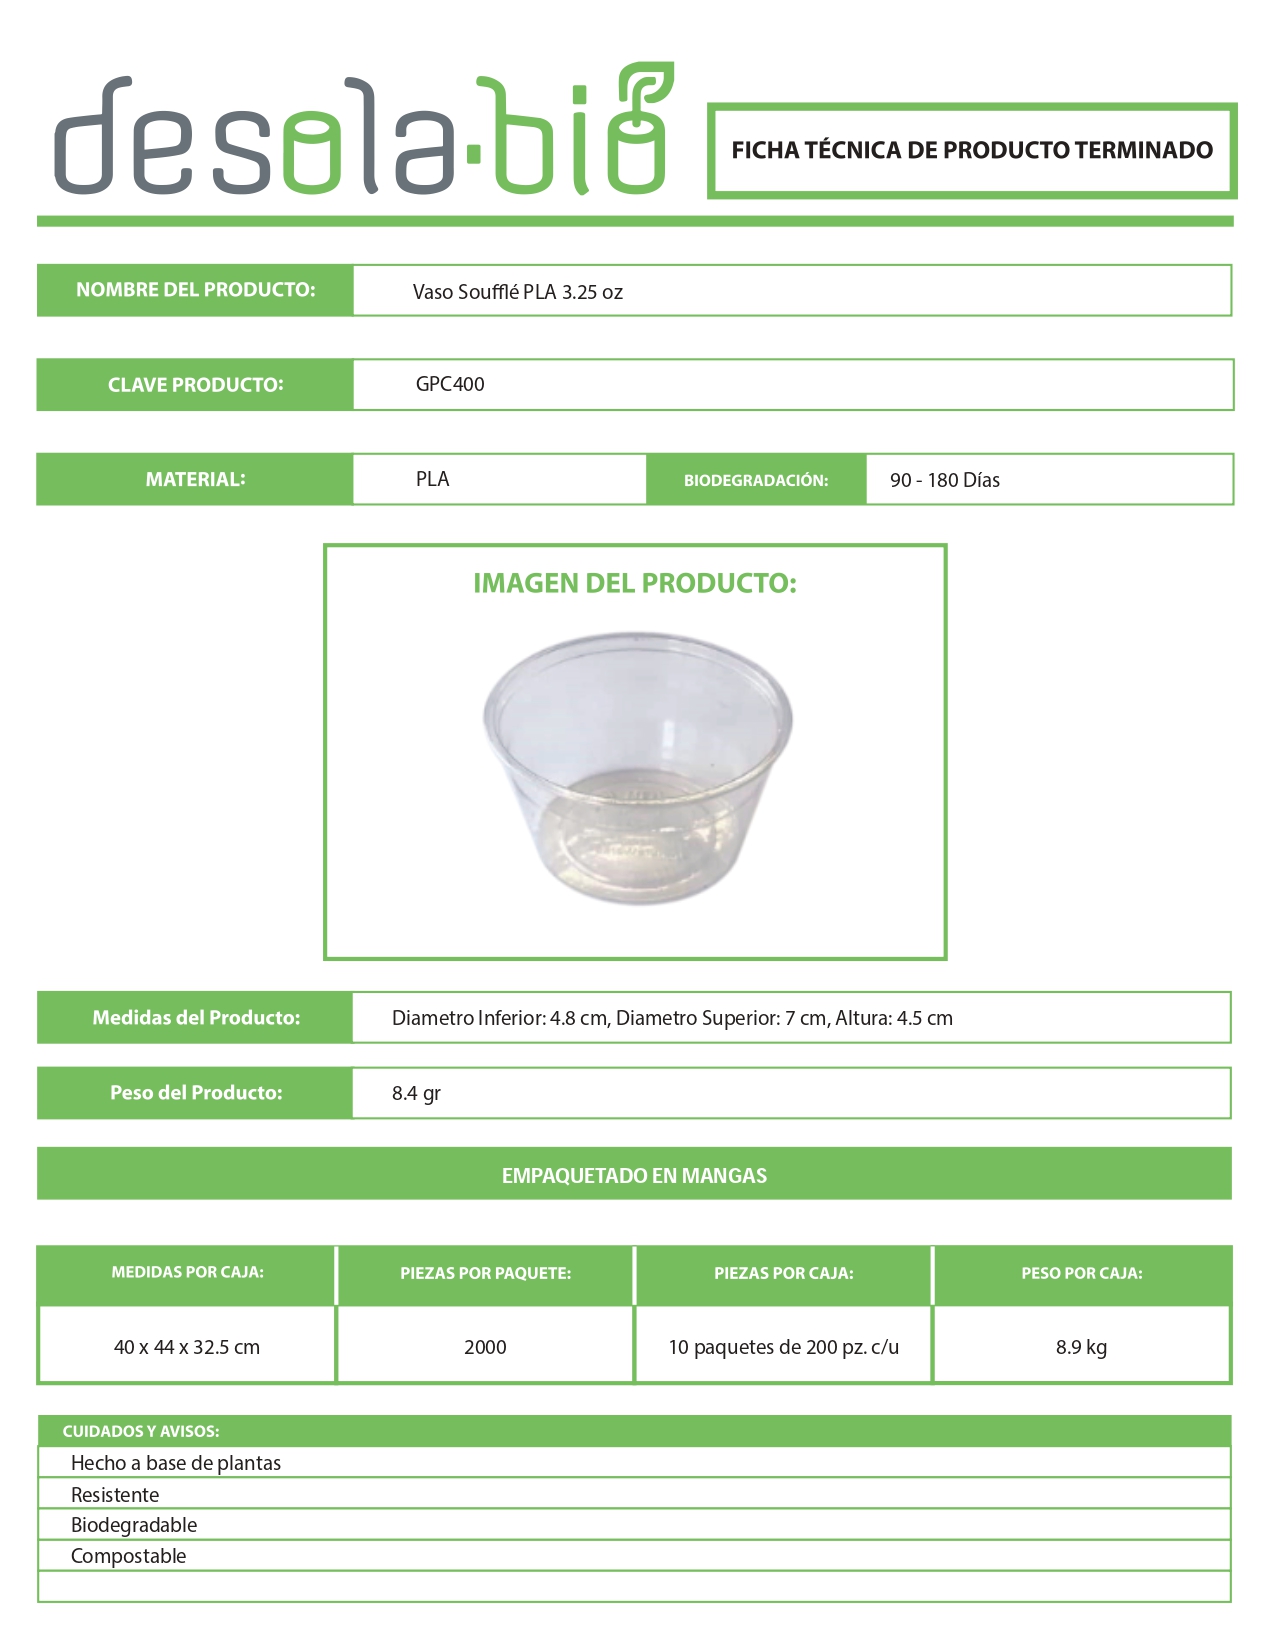 desola·bio
FICHA TÉCNICA DE PRODUCTO TERMINADO
NOMBRE DEL PRODUCTO: Vaso Soufflé PLA 3.25 oz
CLAVE PRODUCTO: GPC400
MATERIAL: PLA BIODEGRADACIÓN: 90 - 180 Días
IMAGEN DEL PRODUCTO:
Medidas del Producto: Diametro Inferior: 4.8 cm, Diametro Superior: 7 cm, Altura: 4.5 cm
Peso del Producto: 8.4 gr
EMPAQUETADO EN MANGAS
MEDIDAS POR CAJA: PIEZAS POR PAQUETE: PIEZAS POR CAJA: PESO POR CAJA:
40 x 44 x 32.5 cm 2000 10 paquetes de 200 pz. c/u 8.9 kg
CUIDADOS Y AVISOS:
Hecho a base de plantas
Resistente
Biodegradable
Compostable